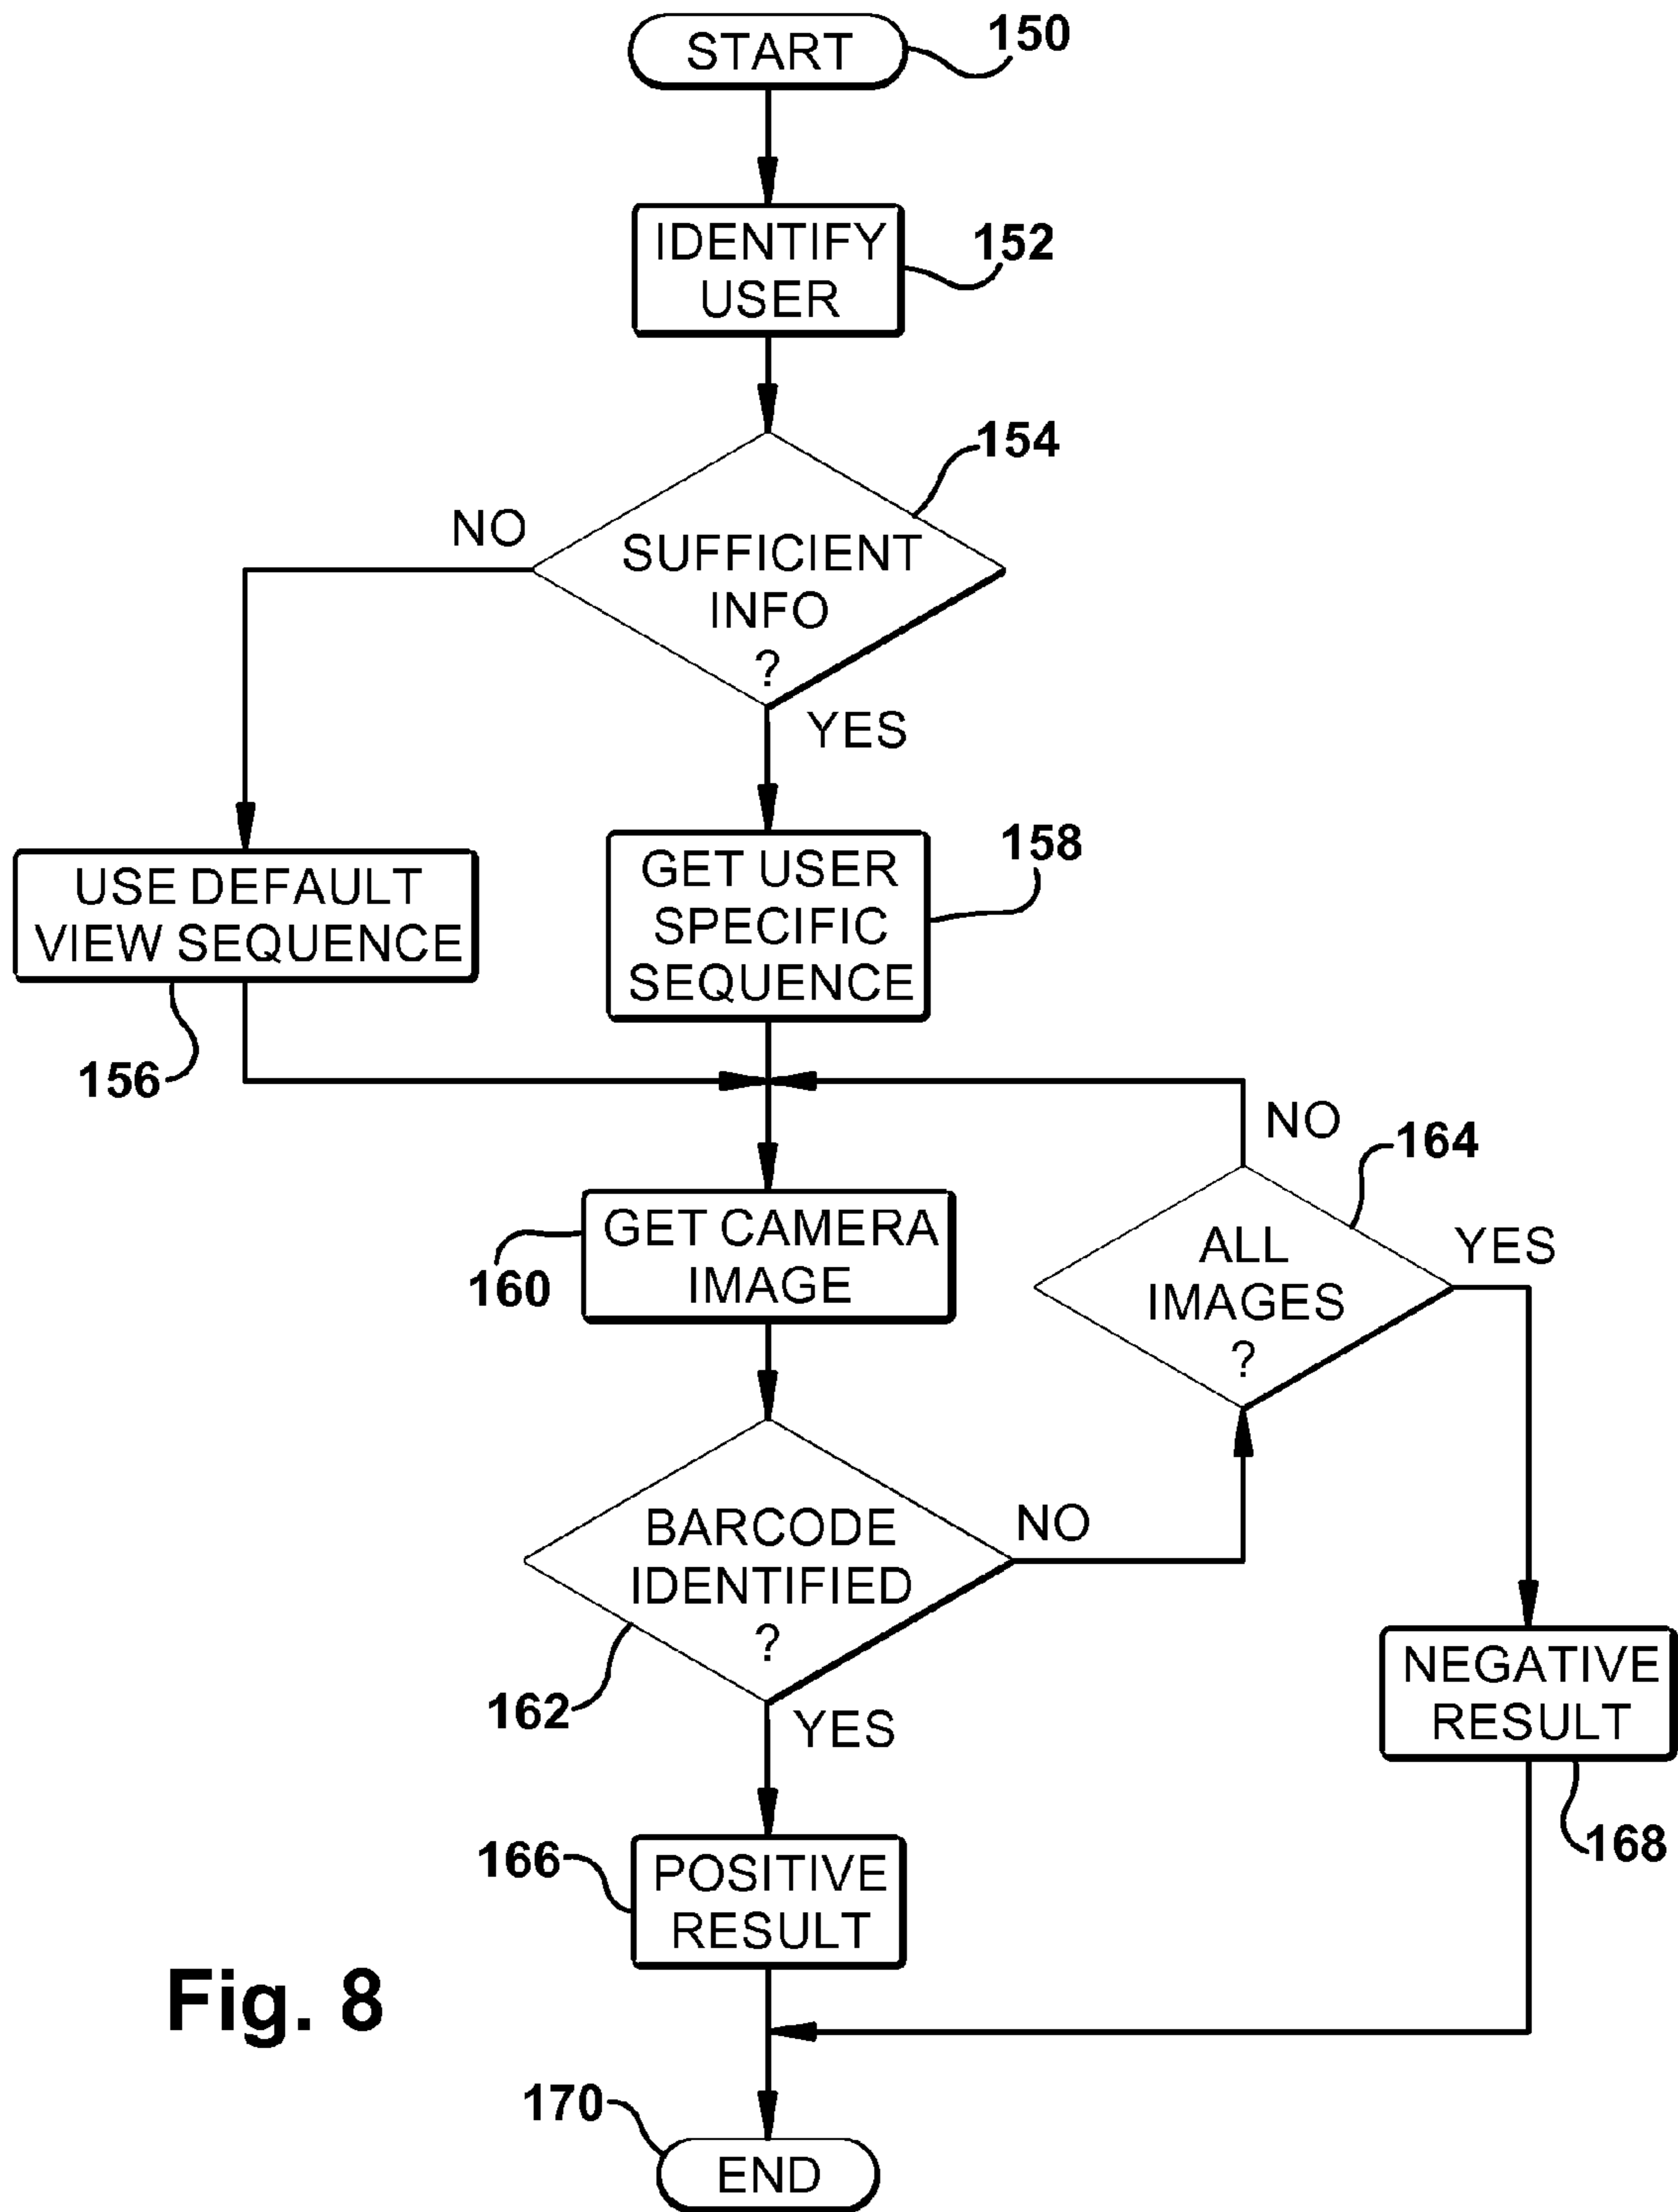 START
150
IDENTIFY
USER
152
154
NO
SUFFICIENT
INFO
?
YES
USE DEFAULT
VIEW SEQUENCE
156
GET USER
SPECIFIC
SEQUENCE
158
NO
164
GET CAMERA
IMAGE
160
ALL
IMAGES
?
YES
BARCODE
IDENTIFIED
?
NO
162
YES
NEGATIVE
RESULT
168
166
POSITIVE
RESULT
Fig. 8
170
END